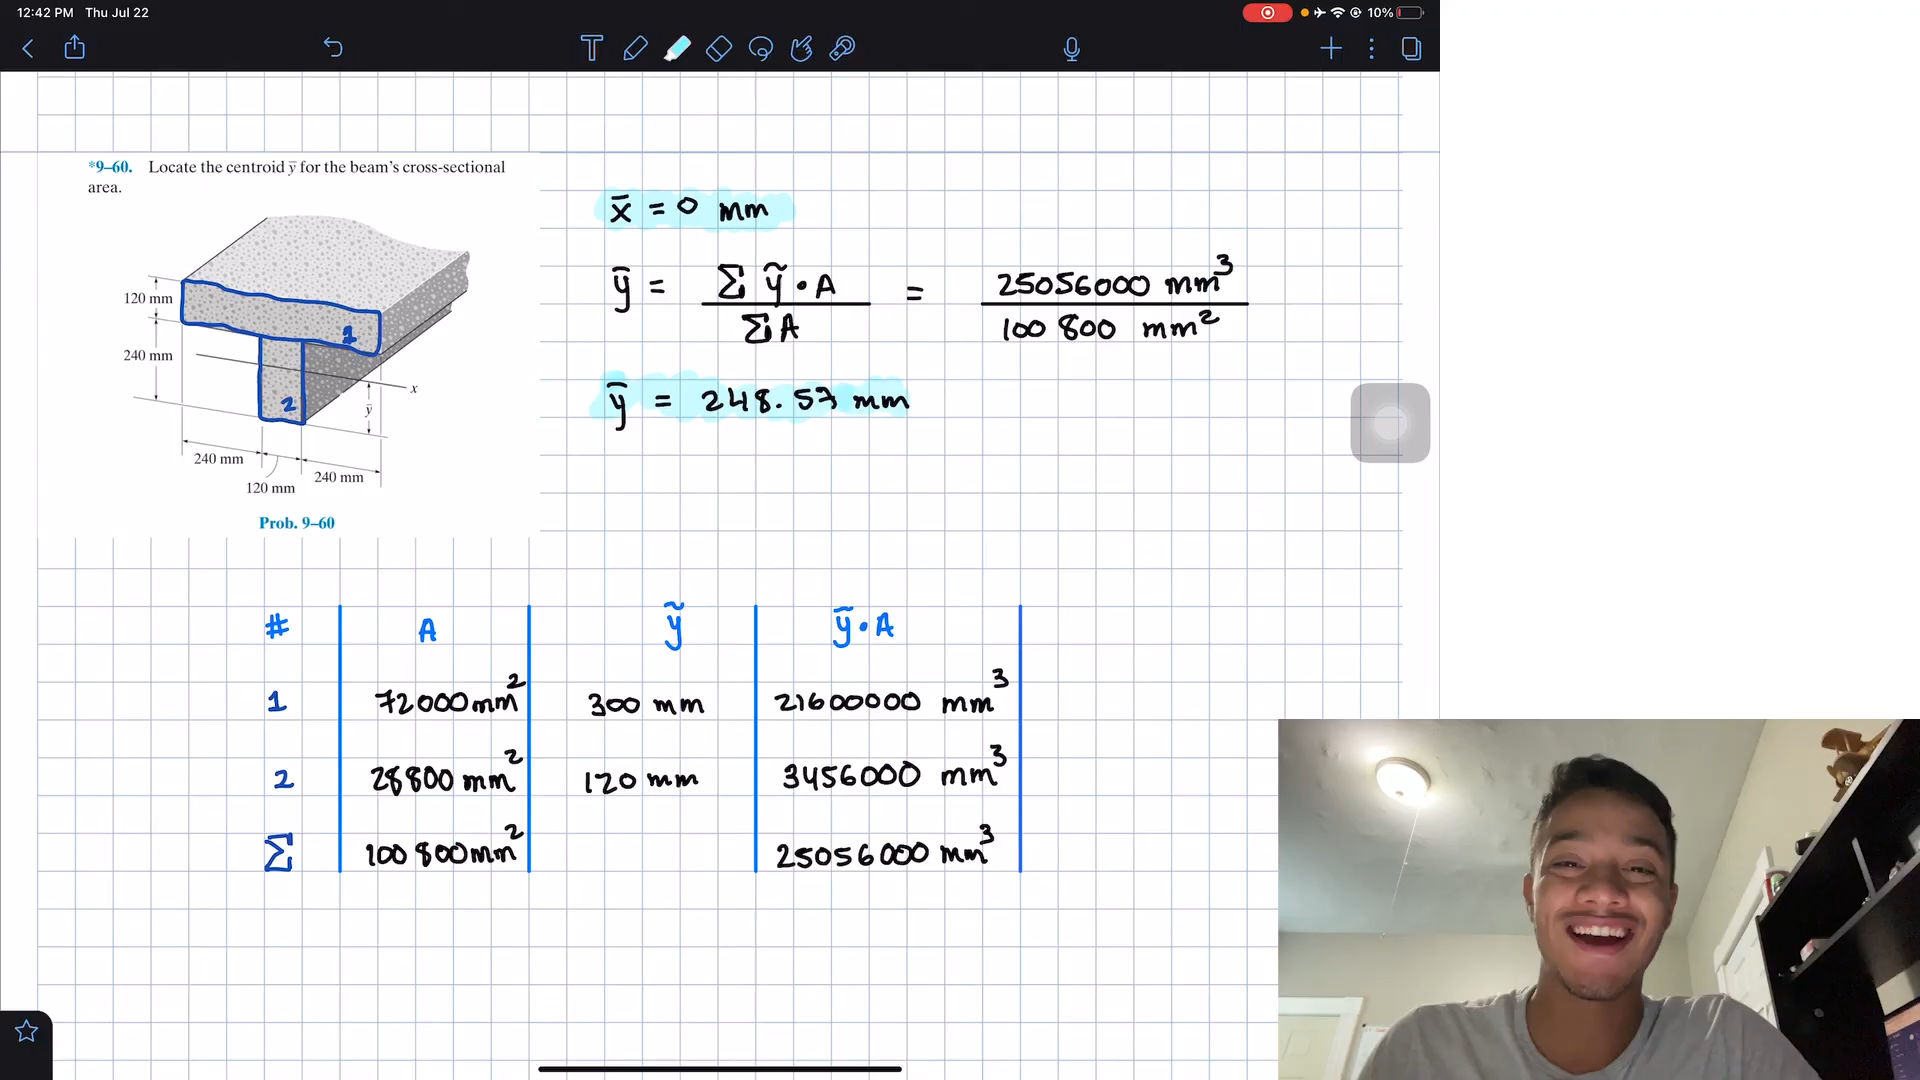 12:42 PM Thu Jul 22
10%
*9–60. Locate the centroid y̅ for the beam's cross-sectional
area.
120 mm
240 mm
1
2
x
y̅
240 mm
120 mm
240 mm
Prob. 9–60
x̅ = 0 mm
y̅ = Σ ỹ · A / Σ A = 25056000 mm³ / 100 800 mm²
y̅ = 248.57 mm
# A ỹ ỹ · A
1 72000 mm² 300 mm 21600000 mm³
2 28800 mm² 120 mm 3456000 mm³
Σ 100 800 mm² 25056000 mm³